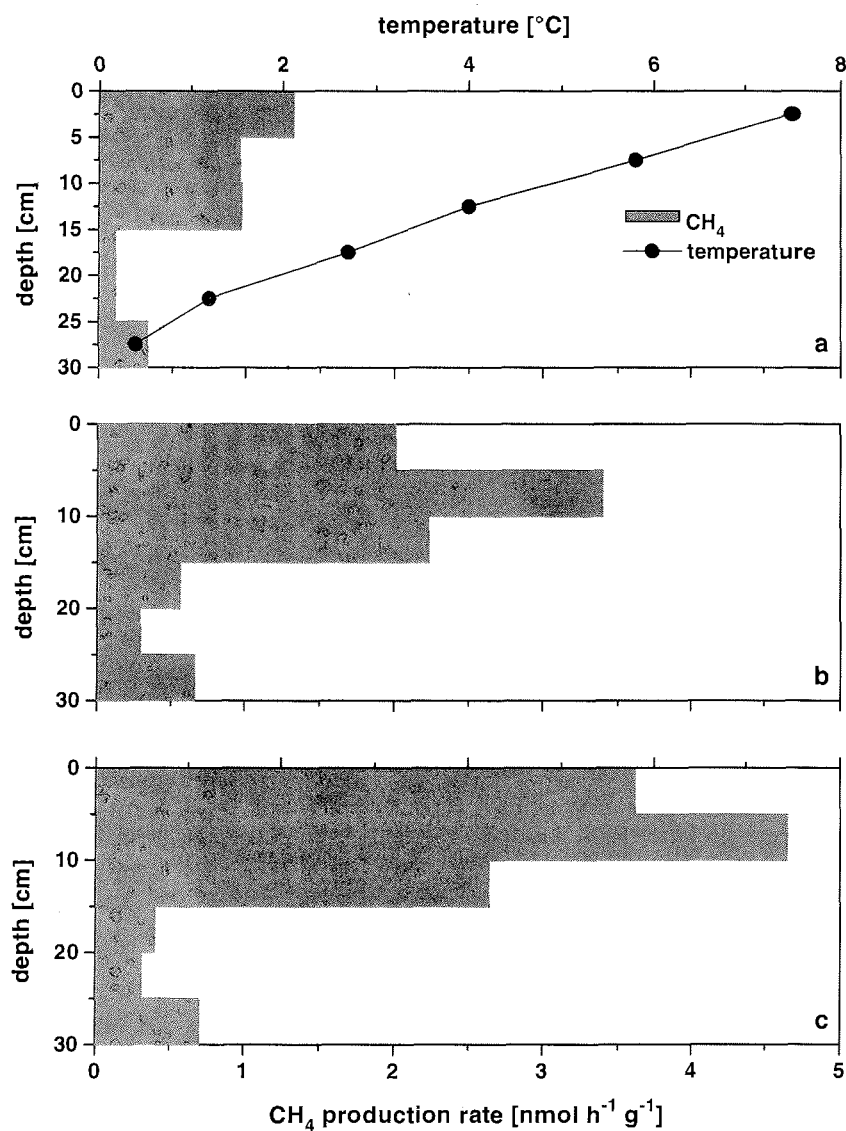 temperature [°C]
0 2 4 6 8
0
5
10
15
20
25
30
depth [cm]
CH₄
temperature
a
0
10
20
30
depth [cm]
b
0
10
20
30
depth [cm]
c
0 1 2 3 4 5
CH₄ production rate [nmol h⁻¹ g⁻¹]